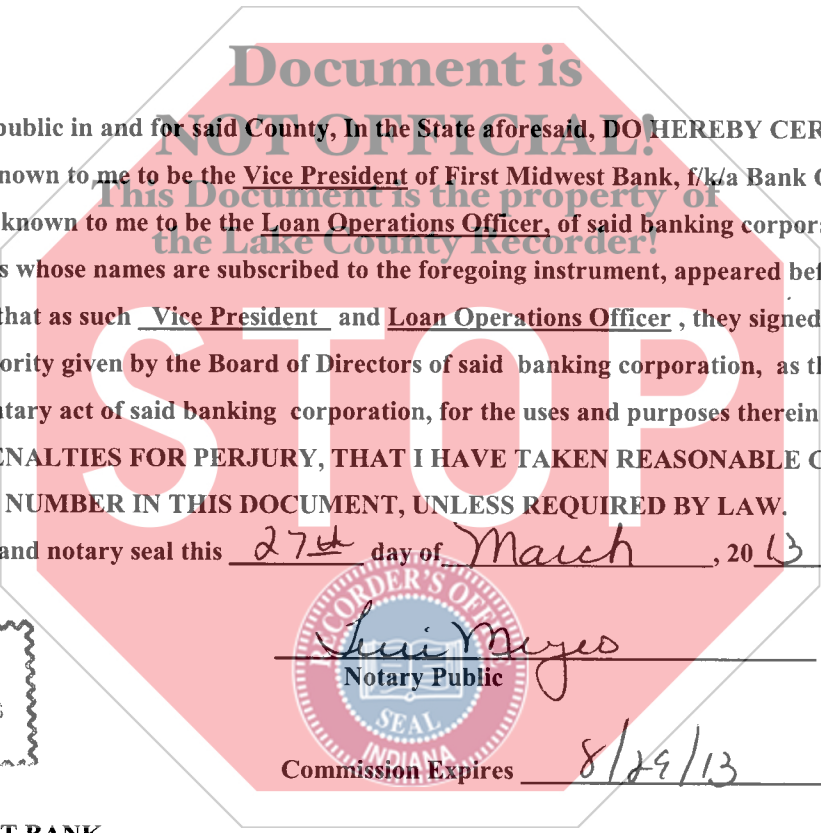 Document is
public in and for said County, In the State aforesaid, DO HEREBY CER
NOT OFFICIAL!
nown to me to be the Vice President of First Midwest Bank, f/k/a Bank
This Document is the property of
known to me to be the Loan Operations Officer, of said banking corpor
the Lake County Recorder!
s whose names are subscribed to the foregoing instrument, appeared bef
that as such Vice President and Loan Operations Officer , they signed
ority given by the Board of Directors of said banking corporation, as th
STOP
tary act of said banking corporation, for the uses and purposes therein
ENALTIES FOR PERJURY, THAT I HAVE TAKEN REASONABLE C
NUMBER IN THIS DOCUMENT, UNLESS REQUIRED BY LAW.
and notary seal this 27th day of March , 20 13
RECORDER'S OFFICE
Notary Public
SEAL
INDIANA
Commission Expires 8/29/13
T BANK